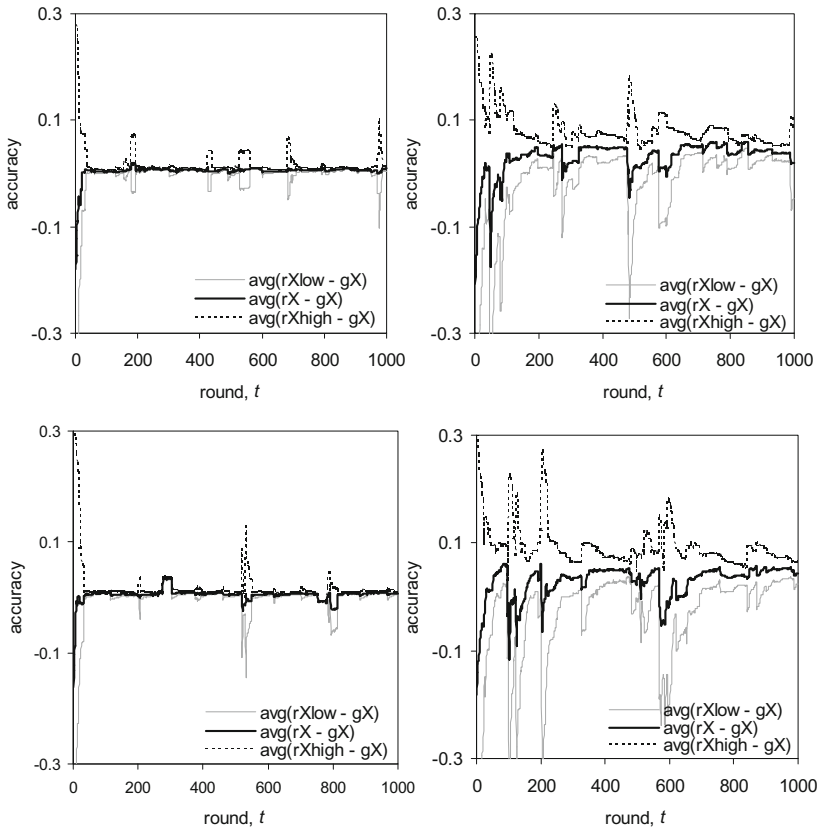 0.3
0.1
-0.1
-0.3
accuracy
avg(rXlow - gX)
avg(rX - gX)
avg(rXhigh - gX)
0 200 400 600 800 1000
round, t
0.3
0.1
-0.1
-0.3
accuracy
avg(rXlow - gX)
avg(rX - gX)
avg(rXhigh - gX)
0 200 400 600 800 1000
round, t
0.3
0.1
-0.1
-0.3
accuracy
avg(rXlow - gX)
avg(rX - gX)
avg(rXhigh - gX)
0 200 400 600 800 1000
round, t
0.3
0.1
-0.1
-0.3
accuracy
avg(rXlow - gX)
avg(rX - gX)
avg(rXhigh - gX)
0 200 400 600 800 1000
round, t